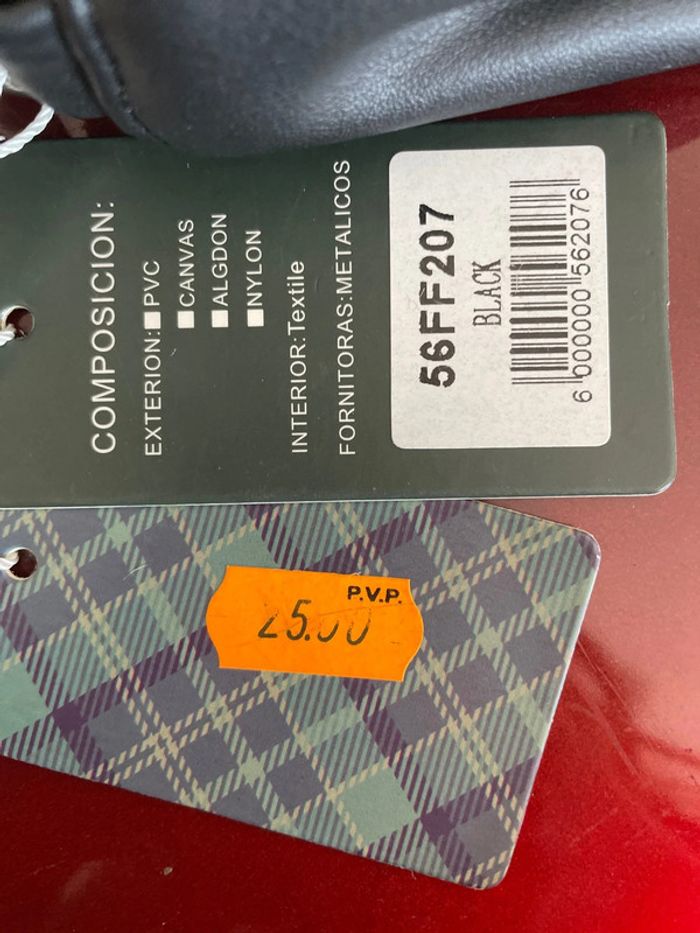 COMPOSICION:
EXTERION: PVC
CANVAS
ALGDON
NYLON
INTERIOR:Textile
FORNITORAS:METALICOS
56FF207
BLACK
6 000000 562076
P.V.P.
25.00